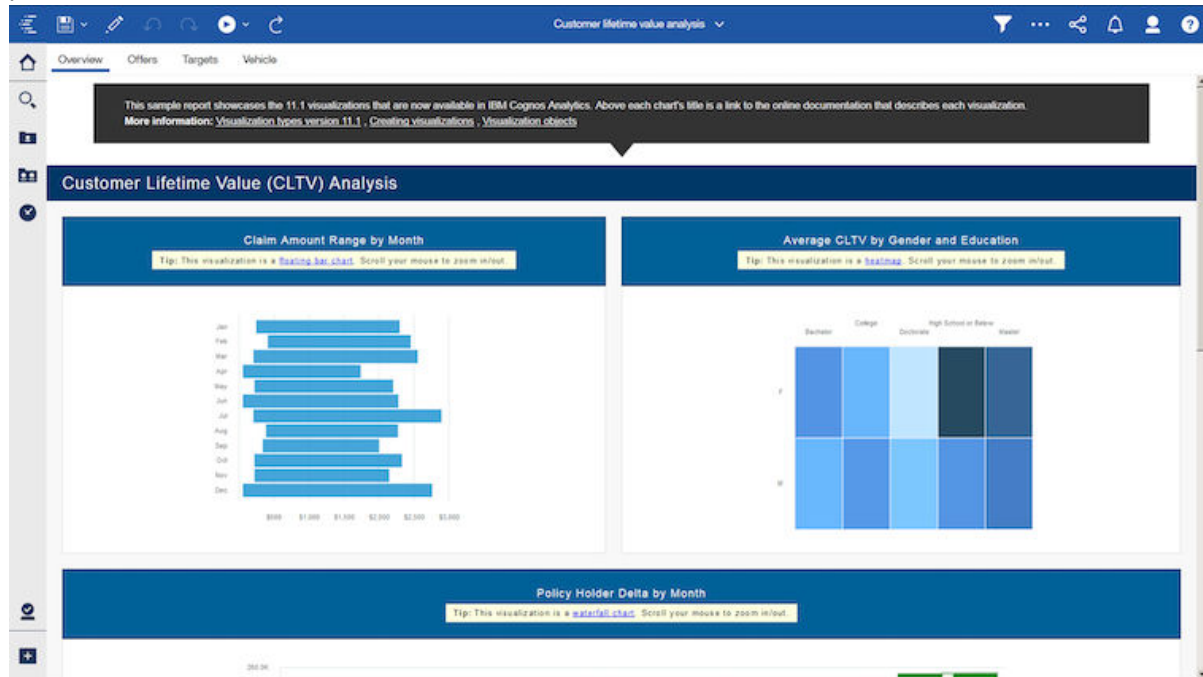 Customer lifetime value analysis
Overview Offers Targets Vehicle
This sample report showcases the 11.1 visualizations that are now available in IBM Cognos Analytics. Above each chart's title is a link to the online documentation that describes each visualization.
More information: Visualization types version 11.1 , Creating visualizations , Visualization objects
Customer Lifetime Value (CLTV) Analysis
Claim Amount Range by Month
Tip: This visualization is a floating bar chart. Scroll your mouse to zoom in/out.
Jan
Feb
Mar
Apr
May
Jun
Jul
Aug
Sep
Oct
Nov
Dec
$500 $1,000 $1,500 $2,000 $2,500 $3,000
Average CLTV by Gender and Education
Tip: This visualization is a heatmap. Scroll your mouse to zoom in/out.
College High School or Below
Bachelor Doctorate Master
F
M
Policy Holder Delta by Month
Tip: This visualization is a waterfall chart. Scroll your mouse to zoom in/out.